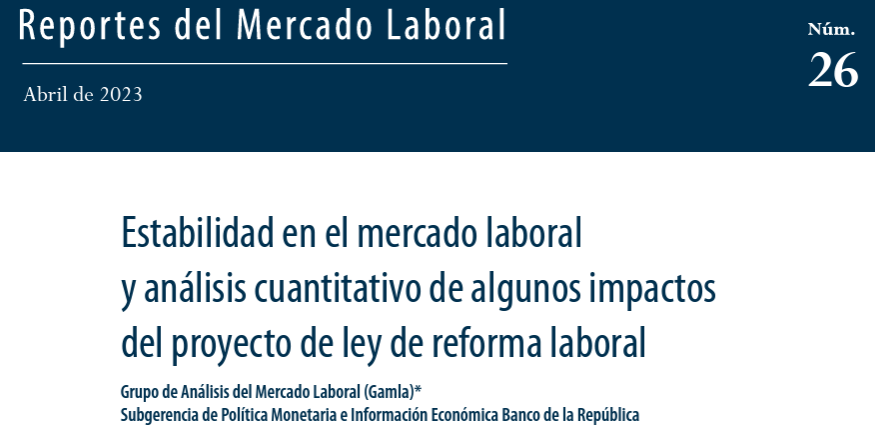 Reportes del Mercado Laboral
Núm.
26
Abril de 2023
Estabilidad en el mercado laboral
y análisis cuantitativo de algunos impactos
del proyecto de ley de reforma laboral
Grupo de Análisis del Mercado Laboral (Gamla)*
Subgerencia de Política Monetaria e Información Económica Banco de la República